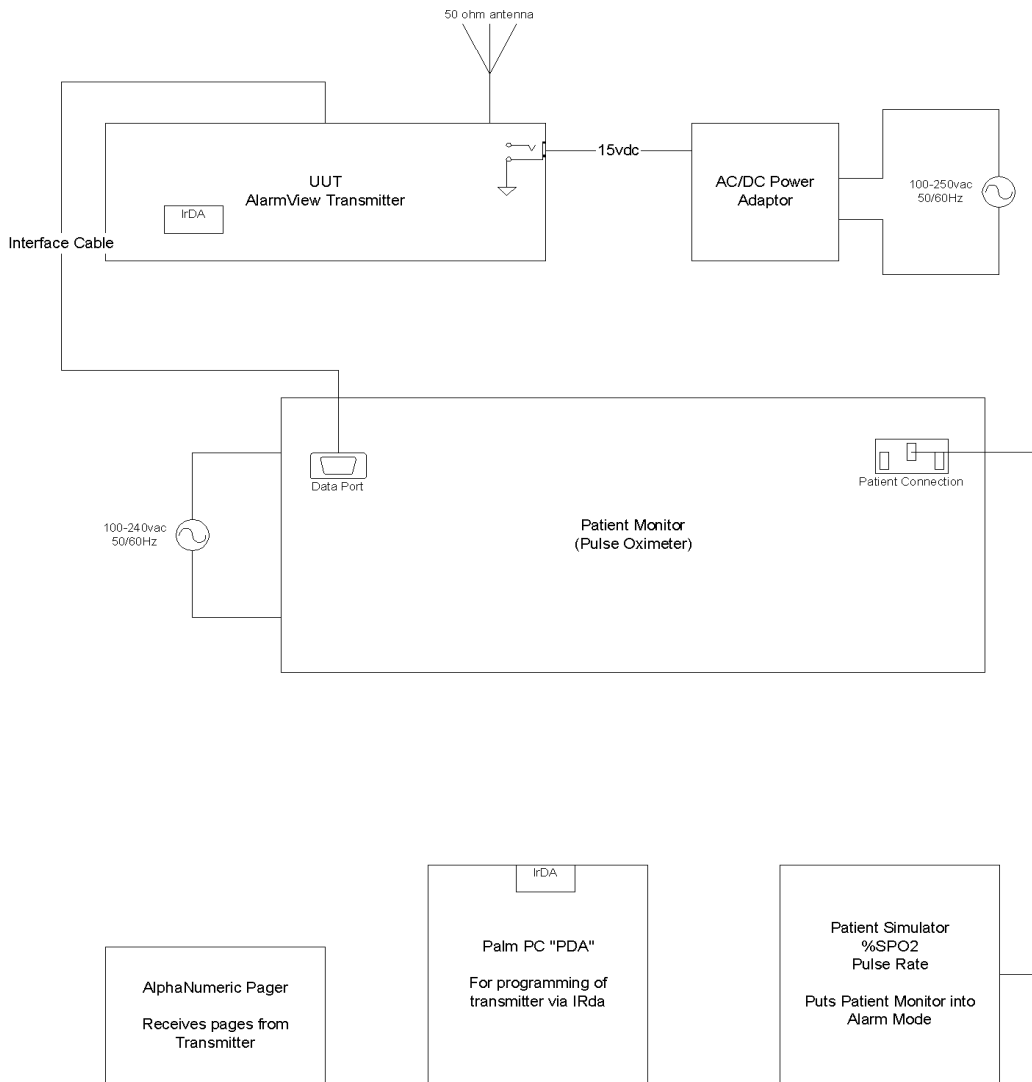 50 ohm antenna
UUT
AlarmView Transmitter
IrDA
15vdc
AC/DC Power
Adaptor
100-250vac
50/60Hz
Interface Cable
Data Port
Patient Connection
100-240vac
50/60Hz
Patient Monitor
(Pulse Oximeter)
AlphaNumeric Pager
Receives pages from
Transmitter
IrDA
Palm PC "PDA"
For programming of
transmitter via IRda
Patient Simulator
%SPO2
Pulse Rate
Puts Patient Monitor into
Alarm Mode